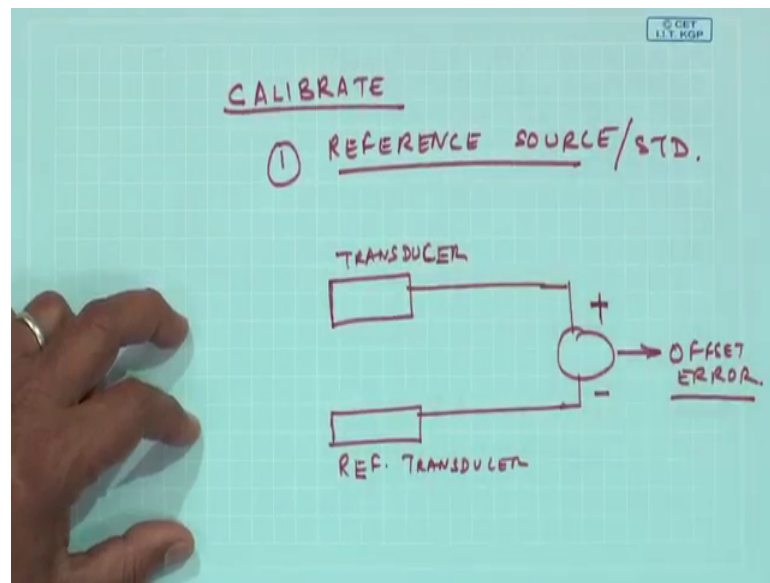 © CET
I.I.T. KGP
CALIBRATE
1 REFERENCE SOURCE/STD.
TRANSDUCER
+
OFFSET
ERROR.
-
REF. TRANSDUCER